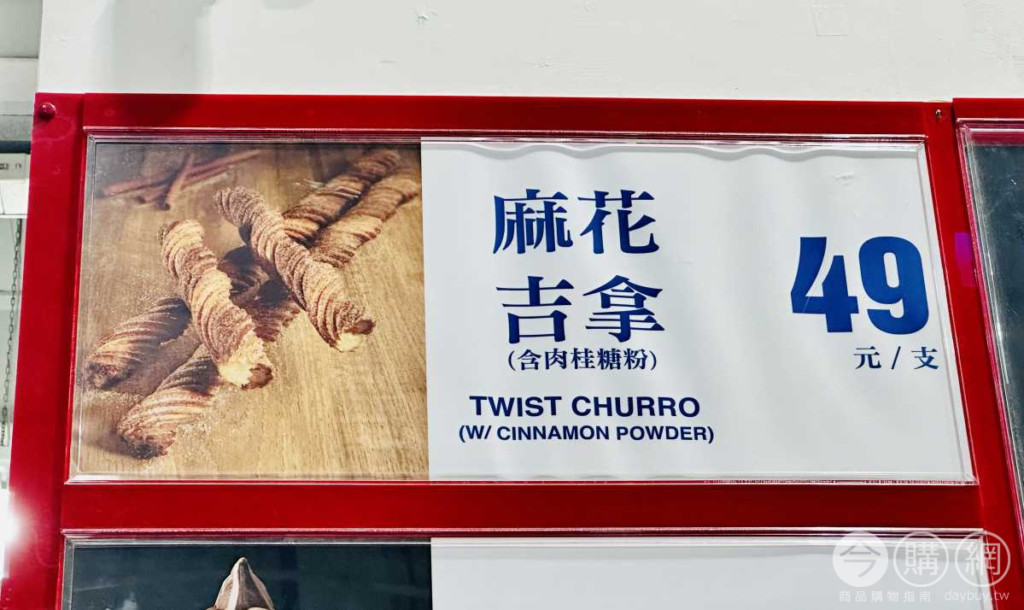 麻花
吉拿
(含肉桂糖粉)
TWIST CHURRO
(W/ CINNAMON POWDER)
49
元 / 支
今購網
商品購物指南 daybuy.tw